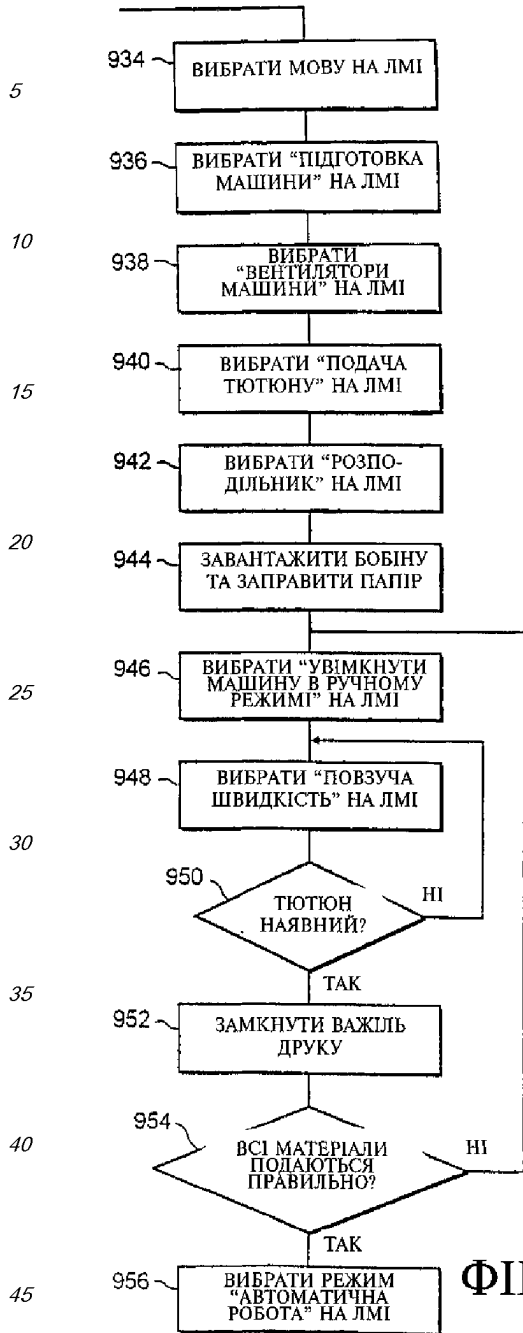 934
ВИБРАТИ МОВУ НА ЛМІ
5
936
ВИБРАТИ “ПІДГОТОВКА
МАШИНИ” НА ЛМІ
10
938
ВИБРАТИ
“ВЕНТИЛЯТОРИ
МАШИНИ” НА ЛМІ
940
ВИБРАТИ “ПОДАЧА
ТЮТЮНУ” НА ЛМІ
15
942
ВИБРАТИ “РОЗПО-
ДІЛЬНИК” НА ЛМІ
20
944
ЗАВАНТАЖИТИ БОБІНУ
ТА ЗАПРАВИТИ ПАПІР
946
ВИБРАТИ “УВІМКНУТИ
МАШИНУ В РУЧНОМУ
РЕЖИМІ” НА ЛМІ
25
948
ВИБРАТИ “ПОВЗУЧА
ШВИДКІСТЬ” НА ЛМІ
30
950
ТЮТЮН
НАЯВНИЙ?
НІ
ТАК
35
952
ЗАМКНУТИ ВАЖІЛЬ
ДРУКУ
954
ВСІ МАТЕРІАЛИ
ПОДАЮТЬСЯ
ПРАВИЛЬНО?
НІ
40
ТАК
956
ВИБРАТИ РЕЖИМ
“АВТОМАТИЧНА
РОБОТА” НА ЛМІ
45